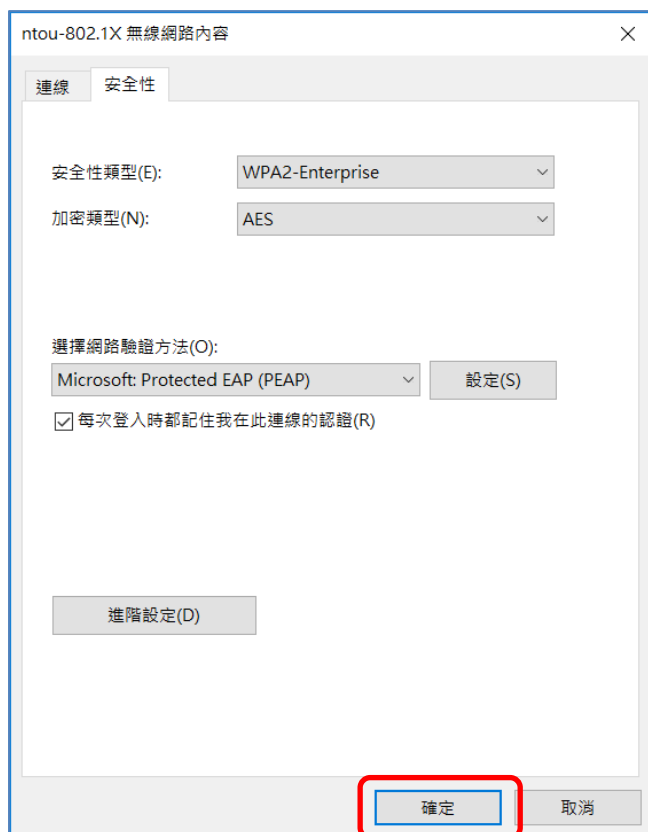 ntou-802.1X 無線網路內容
連線 安全性
安全性類型(E): WPA2-Enterprise
加密類型(N): AES
選擇網路驗證方法(O):
Microsoft: Protected EAP (PEAP) 設定(S)
每次登入時都記住我在此連線的認證(R)
進階設定(D)
確定 取消